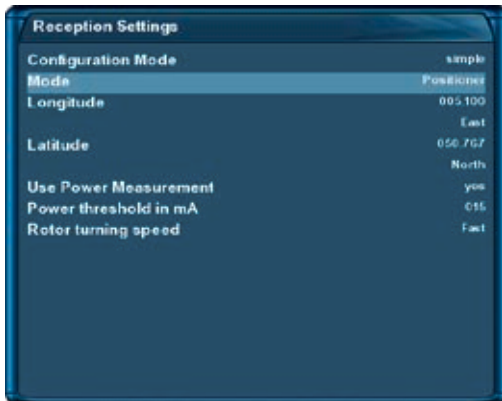 Reception Settings
Configuration Mode simple
Mode Positioner
Longitude 005.100
East
Latitude 050.767
North
Use Power Measurement yes
Power threshold in mA 015
Rotor turning speed Fast